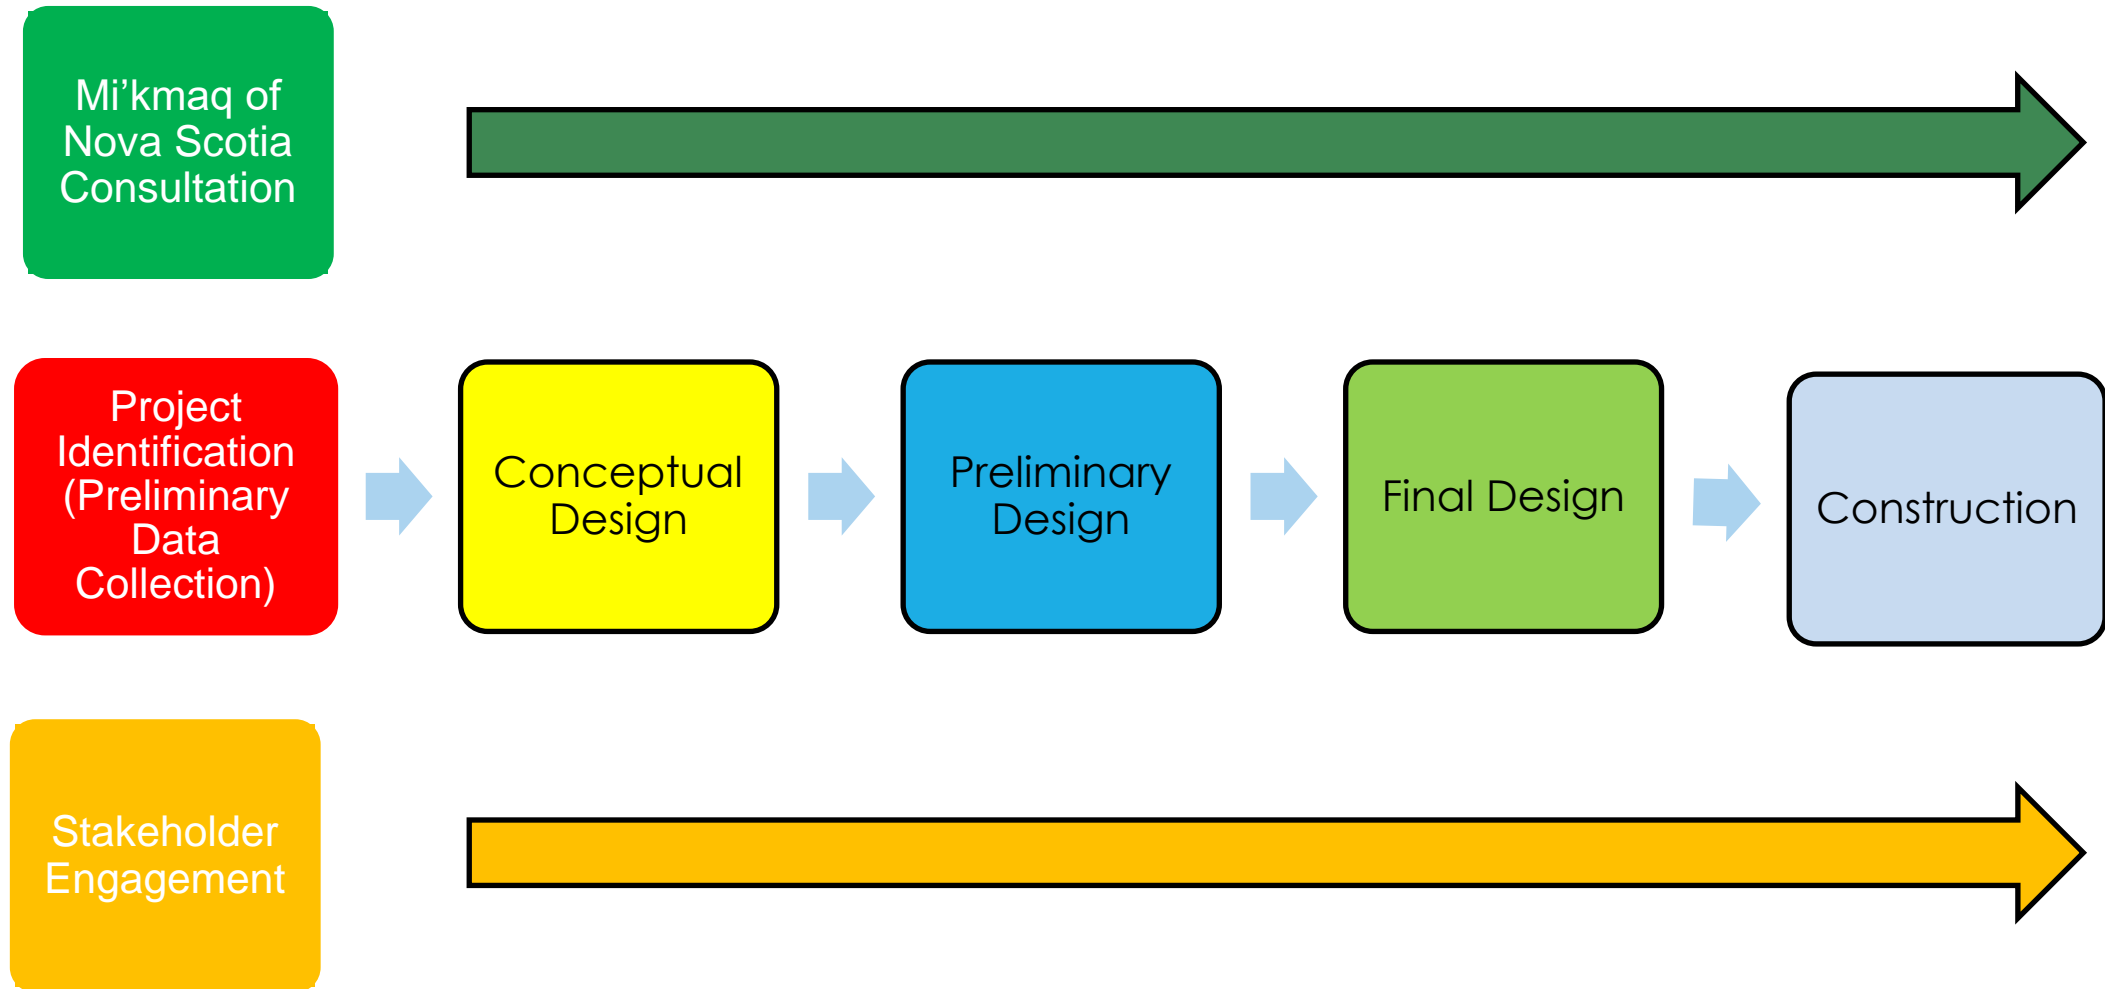 Mi’kmaq of
Nova Scotia
Consultation
Project
Identification
(Preliminary
Data
Collection)
Conceptual
Design
Preliminary
Design
Final Design
Construction
Stakeholder
Engagement